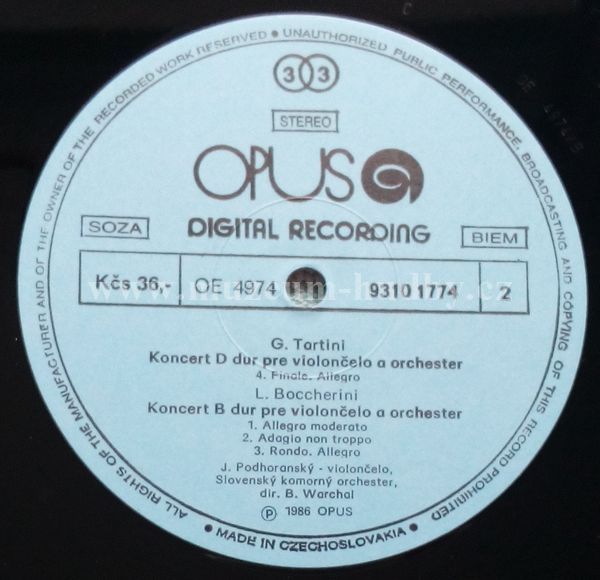 ALL RIGHTS OF THE MANUFACTURER AND OF THE OWNER OF THE RECORDED WORK RESERVED ● UNAUTHORIZED PUBLIC PERFORMANCE, BROADCASTING AND COPYING OF THIS RECORD PROHIBITED
33
STEREO
OPUS
SOZA
DIGITAL RECORDING
BIEM
Kčs 36,-
OE 4974
9310 1774
2
www.muzeum-hudby.cz
G. Tartini
Koncert D dur pre violončelo a orchester
4. Finale. Allegro
L. Boccherini
Koncert B dur pre violončelo a orchester
1. Allegro moderato
2. Adagio non troppo
3. Rondo. Allegro
J. Podhoranský - violončelo,
Slovenský komorný orchester,
dir. B. Warchal
Ⓟ 1986 OPUS
● MADE IN CZECHOSLOVAKIA ●